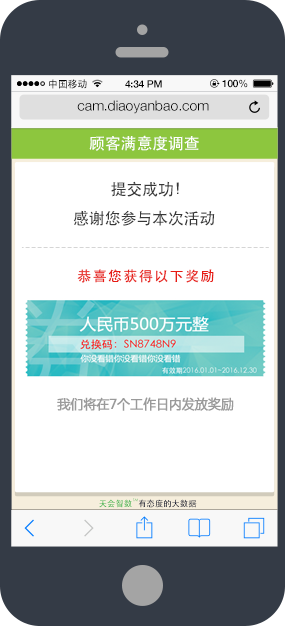 中国移动 4:34 PM 100%
cam.diaoyanbao.com
顾客满意度调查
提交成功！
感谢您参与本次活动
恭喜您获得以下奖励
券
人民币500万元整
兑换码：SN8748N9
你没看错你没看错你没看错
有效期2016.01.01~2016.12.30
我们将在7个工作日内发放奖励
天会智数™有态度的大数据